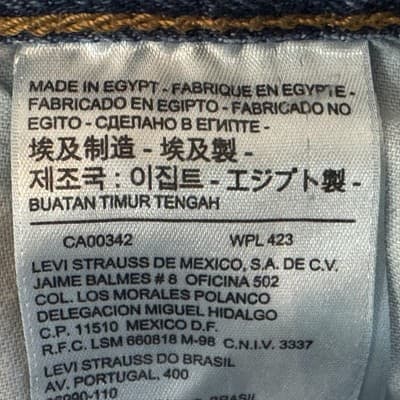 MADE IN EGYPT - FABRIQUE EN EGYPTE -
FABRICADO EN EGIPTO - FABRICADO NO
EGITO - СДЕЛАНО В ЕГИПТЕ -
埃及制造 - 埃及製 -
제조국 : 이집트 - エジプト製 -
BUATAN TIMUR TENGAH
CA00342 WPL 423
LEVI STRAUSS DE MEXICO, S.A. DE C.V.
JAIME BALMES # 8 OFICINA 502
COL. LOS MORALES POLANCO
DELEGACION MIGUEL HIDALGO
C.P. 11510 MEXICO D.F.
R.F.C. LSM 660818 M-98 C.N.I.V. 3337
LEVI STRAUSS DO BRASIL
AV. PORTUGAL, 400
BRASIL